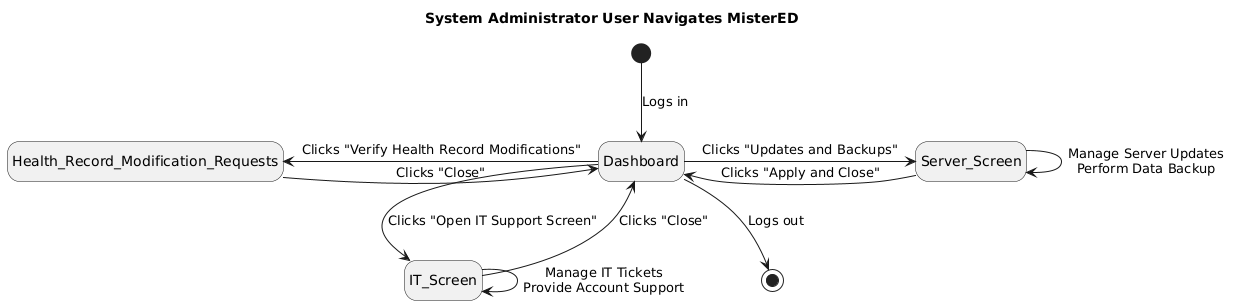 System Administrator User Navigates MisterED
Logs in
Clicks "Verify Health Record Modifications"
Clicks "Updates and Backups"
Health_Record_Modification_Requests
Dashboard
Server_Screen
Manage Server Updates
Perform Data Backup
Clicks "Close"
Clicks "Apply and Close"
Clicks "Open IT Support Screen"
Clicks "Close"
Logs out
IT_Screen
Manage IT Tickets
Provide Account Support